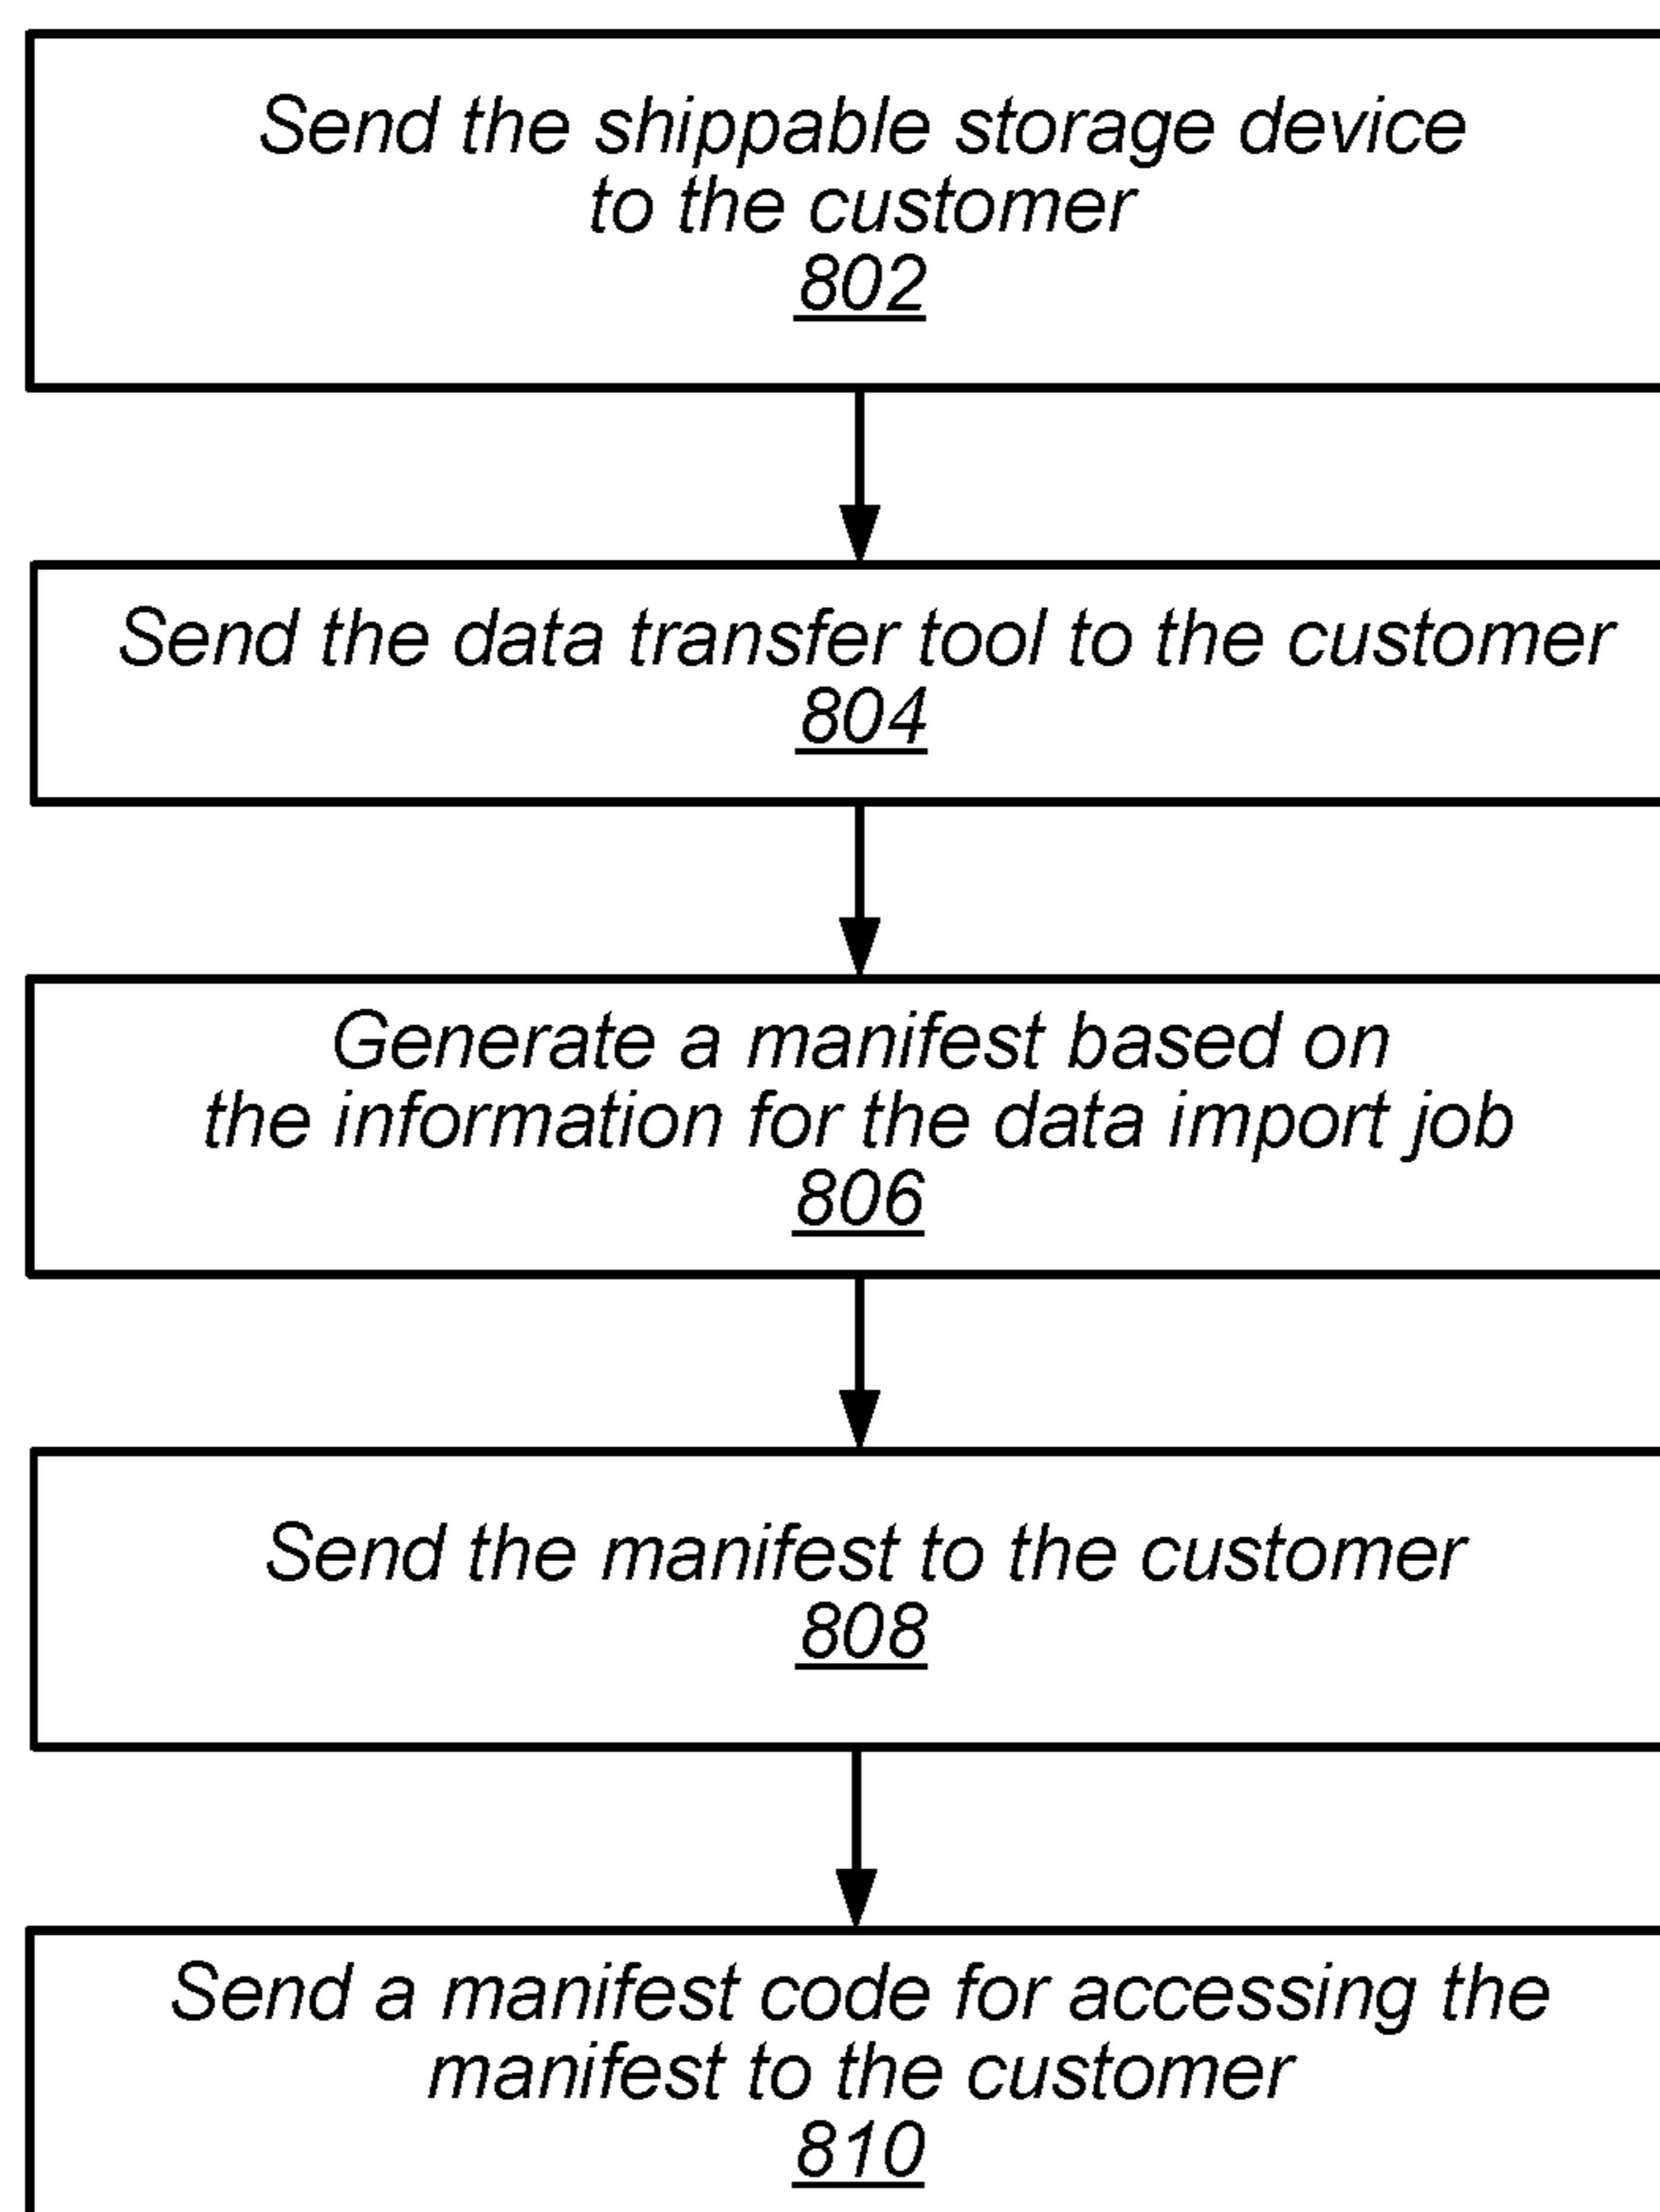 Send the shippable storage device
to the customer
802
Send the data transfer tool to the customer
804
Generate a manifest based on
the information for the data import job
806
Send the manifest to the customer
808
Send a manifest code for accessing the
manifest to the customer
810